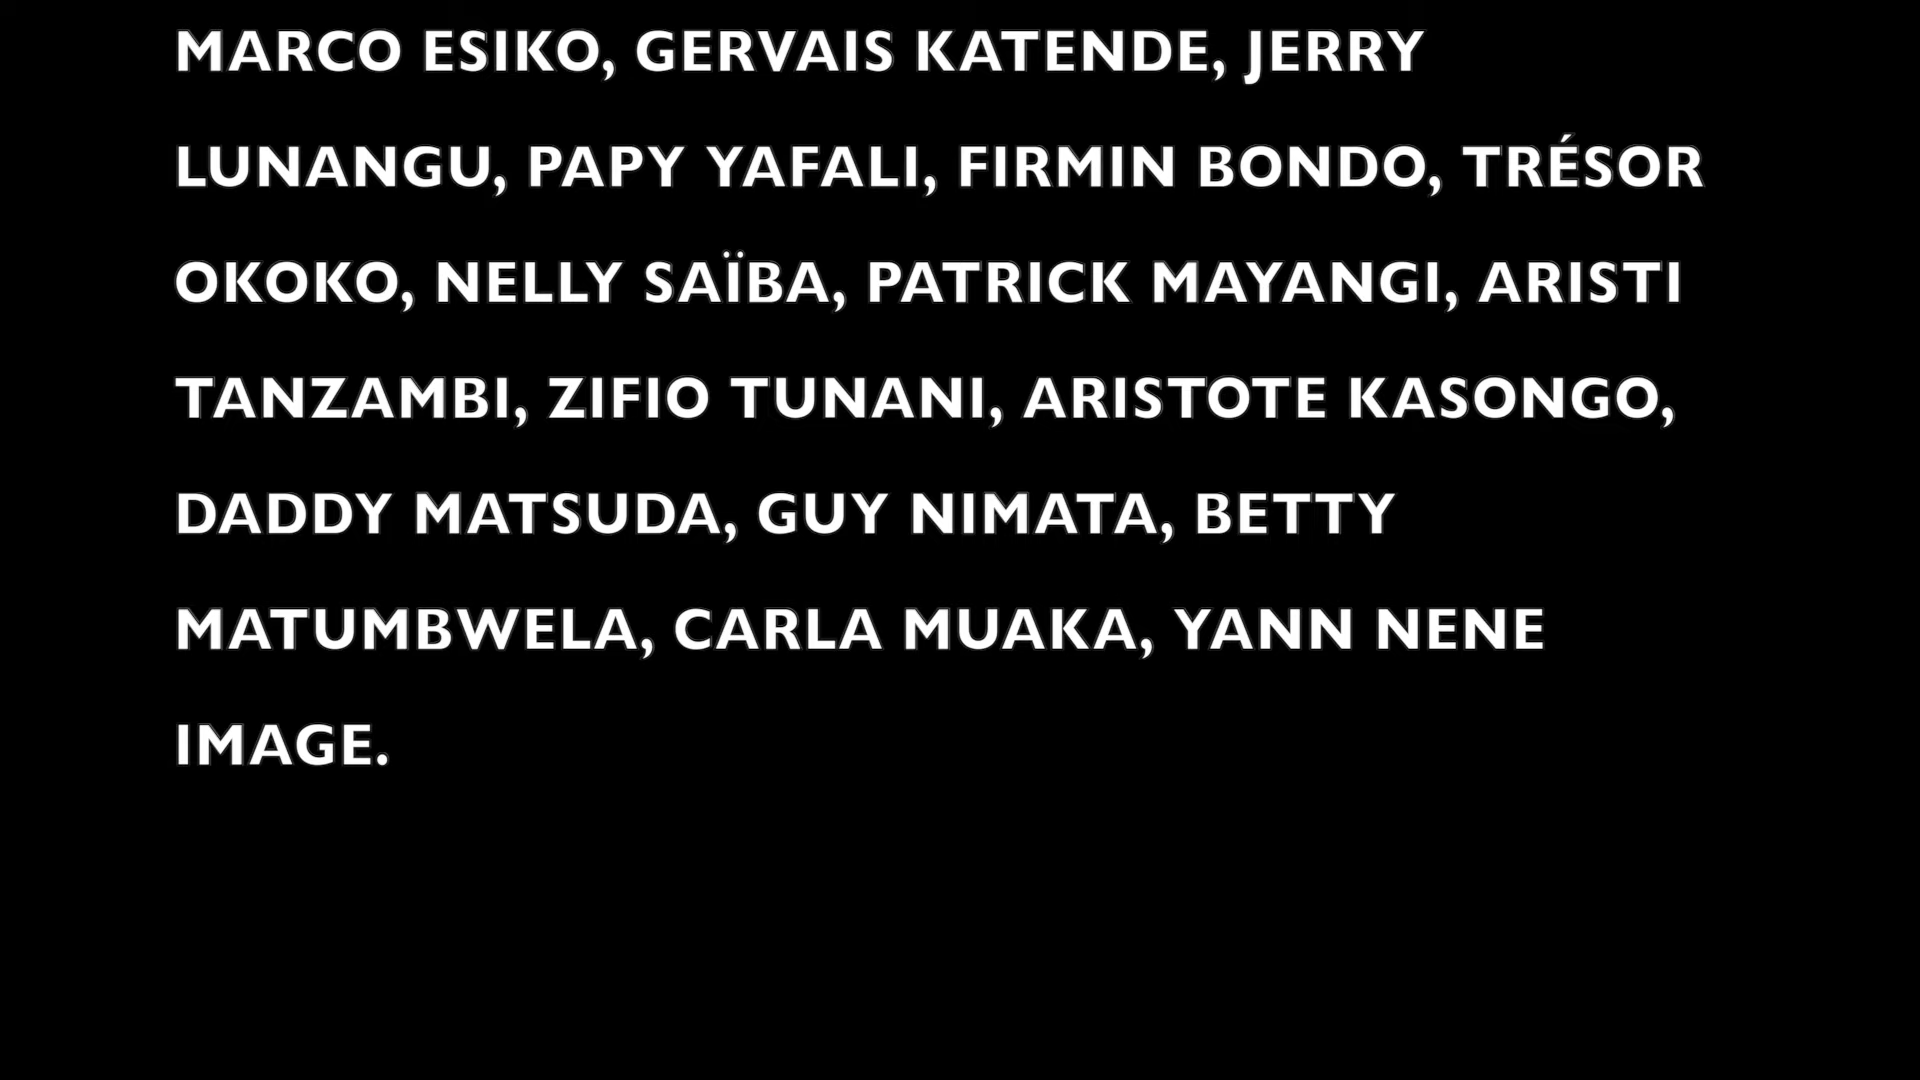 MARCO ESIKO, GERVAIS KATENDE, JERRY
LUNANGU, PAPY YAFALI, FIRMIN BONDO, TRÉSOR
OKOKO, NELLY SAÏBA, PATRICK MAYANGI, ARISTI
TANZAMBI, ZIFIO TUNANI, ARISTOTE KASONGO,
DADDY MATSUDA, GUY NIMATA, BETTY
MATUMBWELA, CARLA MUAKA, YANN NENE
IMAGE.